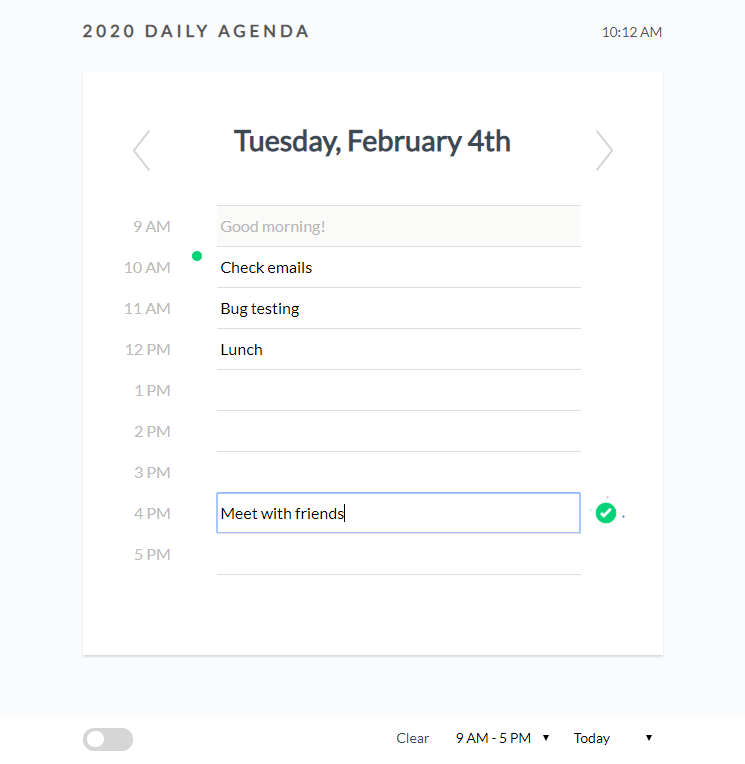 2020 DAILY AGENDA
10:12 AM
Tuesday, February 4th
9 AM Good morning!
10 AM Check emails
11 AM Bug testing
12 PM Lunch
1 PM
2 PM
3 PM
4 PM Meet with friends
5 PM
Clear 9 AM - 5 PM Today